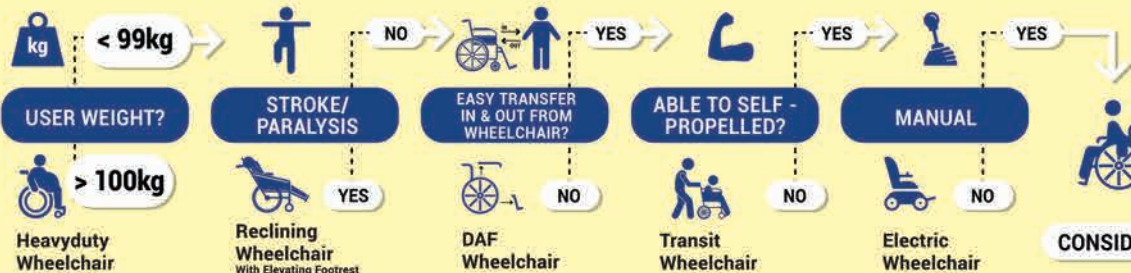 kg
< 99kg
NO
IN
OUT
YES
YES
YES
USER WEIGHT?
STROKE/
PARALYSIS
EASY TRANSFER
IN & OUT FROM
WHEELCHAIR?
ABLE TO SELF -
PROPELLED?
MANUAL
> 100kg
YES
NO
NO
NO
Heavyduty
Wheelchair
Reclining
Wheelchair
With Elevating Footrest
DAF
Wheelchair
Transit
Wheelchair
Electric
Wheelchair
CONSID